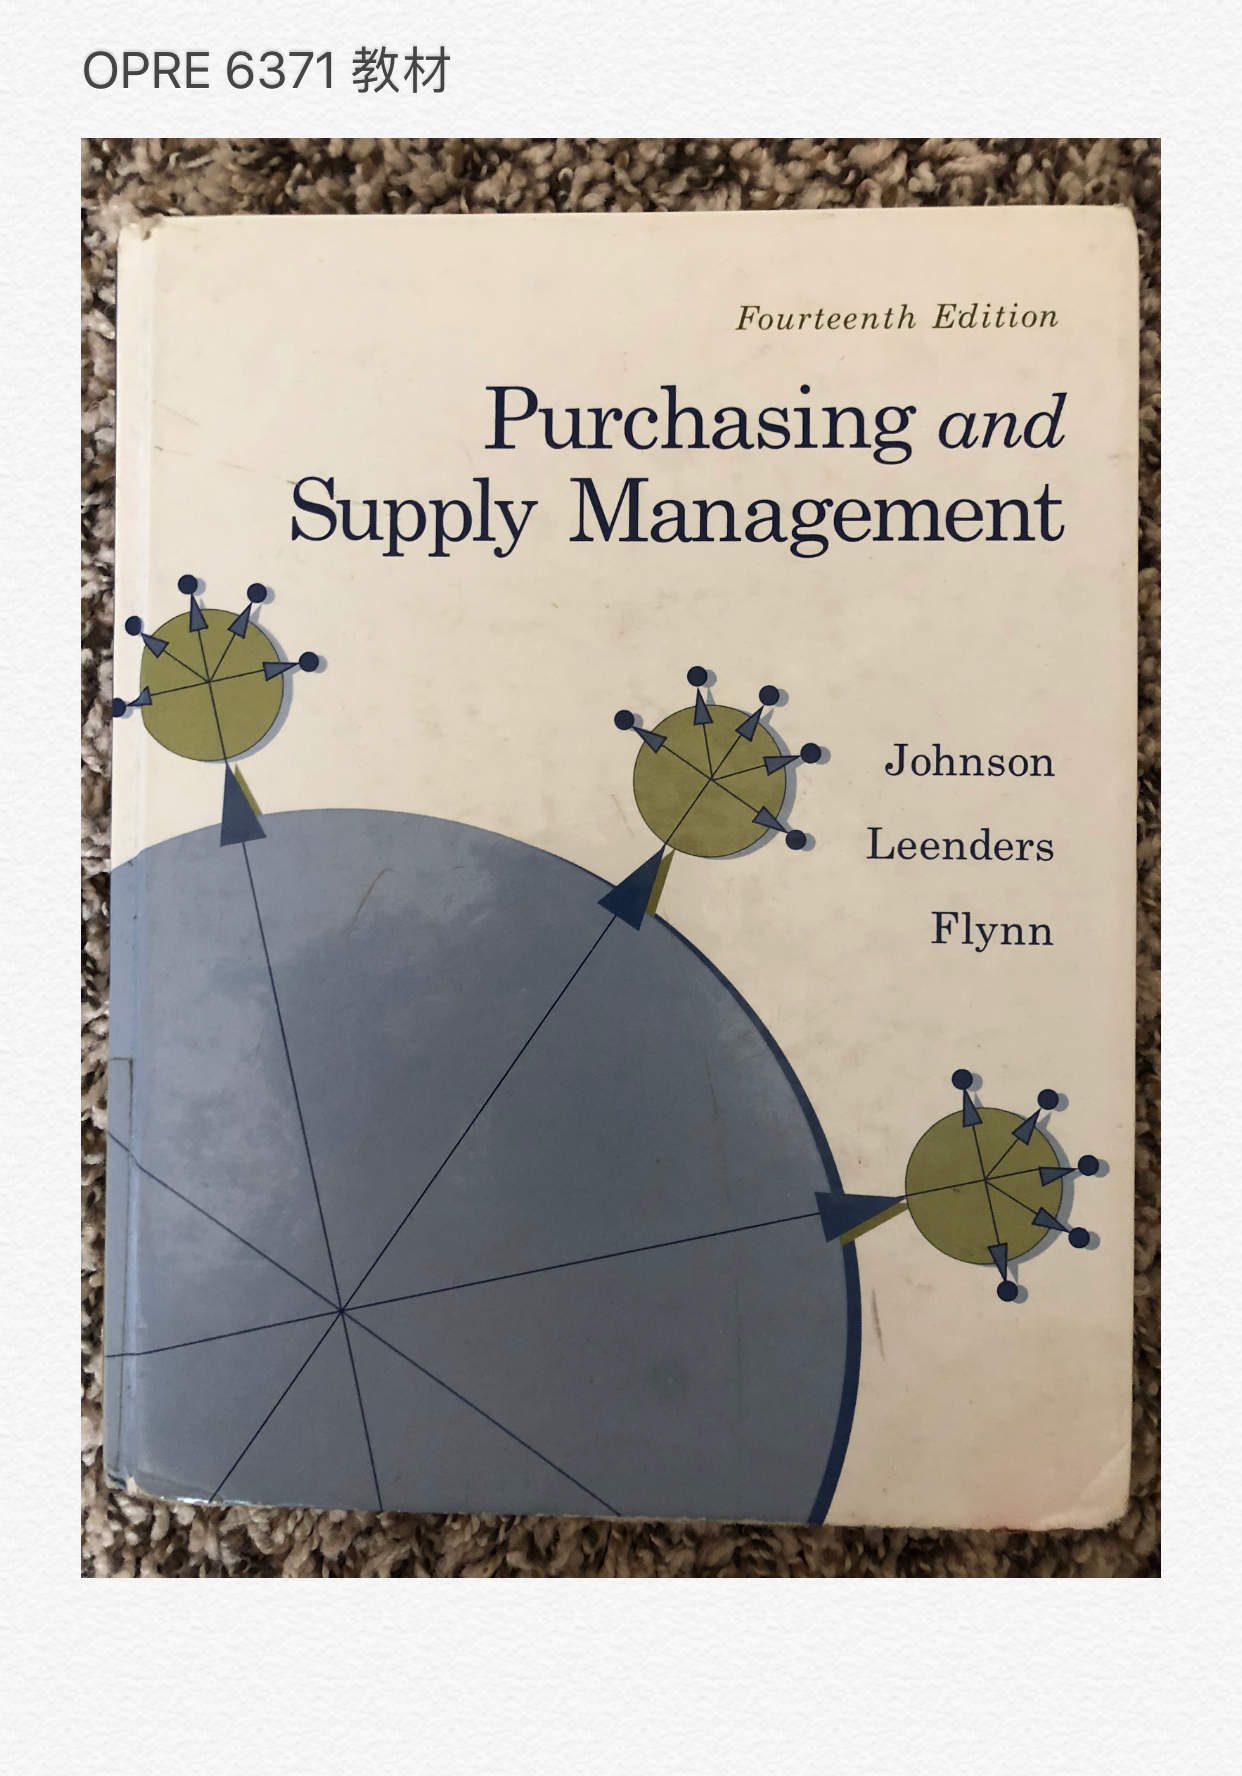 OPRE 6371 教材
Fourteenth Edition
Purchasing and
Supply Management
Johnson
Leenders
Flynn